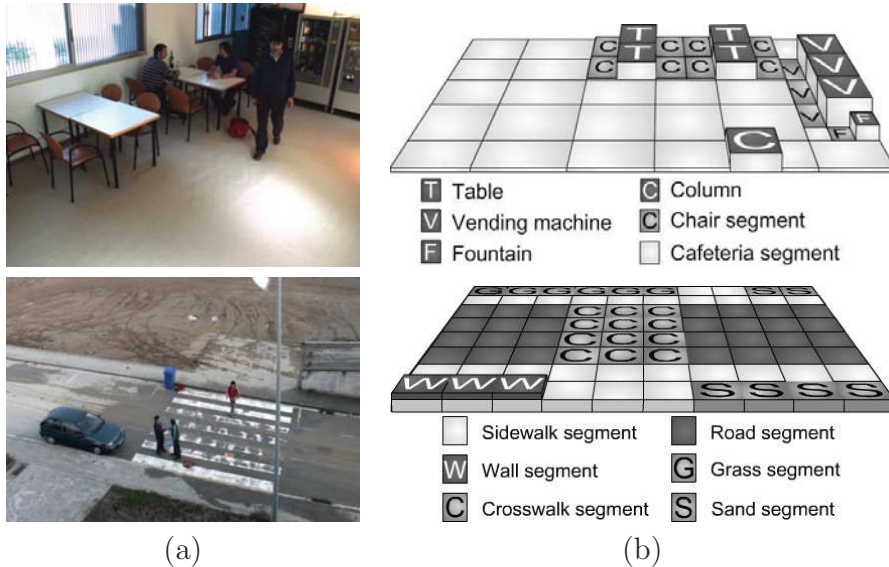 T T V
C C C C
T T V
C C C C V
V V
V F
F
C
T Table
C Column
V Vending machine
C Chair segment
F Fountain
Cafeteria segment
G G G G G G S S
C C C
C C C
C C C
C C C
W W W S S S S
Sidewalk segment
Road segment
W Wall segment
G Grass segment
C Crosswalk segment
S Sand segment
(a) (b)